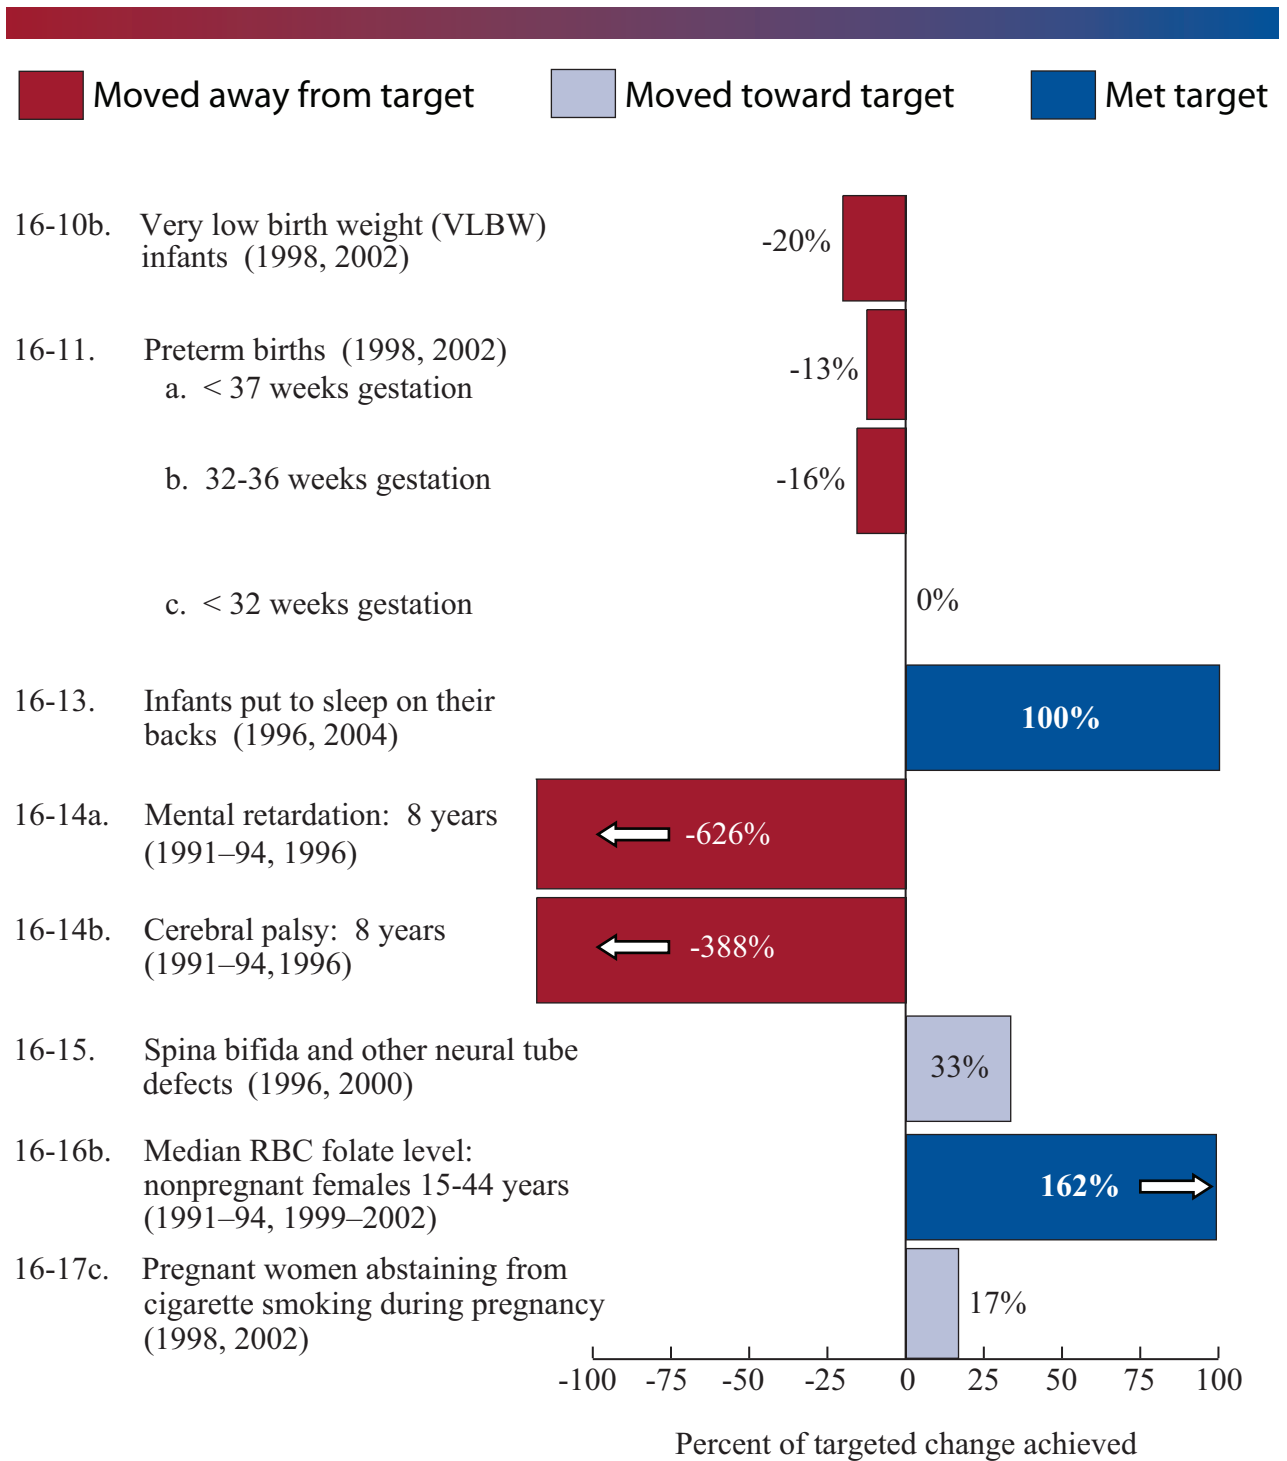 Moved away from target Moved toward target Met target
16-10b. Very low birth weight (VLBW)
infants (1998, 2002)
-20%
16-11. Preterm births (1998, 2002)
a. < 37 weeks gestation
-13%
b. 32-36 weeks gestation
-16%
c. < 32 weeks gestation
0%
16-13. Infants put to sleep on their
backs (1996, 2004)
100%
16-14a. Mental retardation: 8 years
(1991–94, 1996)
-626%
16-14b. Cerebral palsy: 8 years
(1991–94,1996)
-388%
16-15. Spina bifida and other neural tube
defects (1996, 2000)
33%
16-16b. Median RBC folate level:
nonpregnant females 15-44 years
(1991–94, 1999–2002)
162%
16-17c. Pregnant women abstaining from
cigarette smoking during pregnancy
(1998, 2002)
17%
-100 -75 -50 -25 0 25 50 75 100
Percent of targeted change achieved